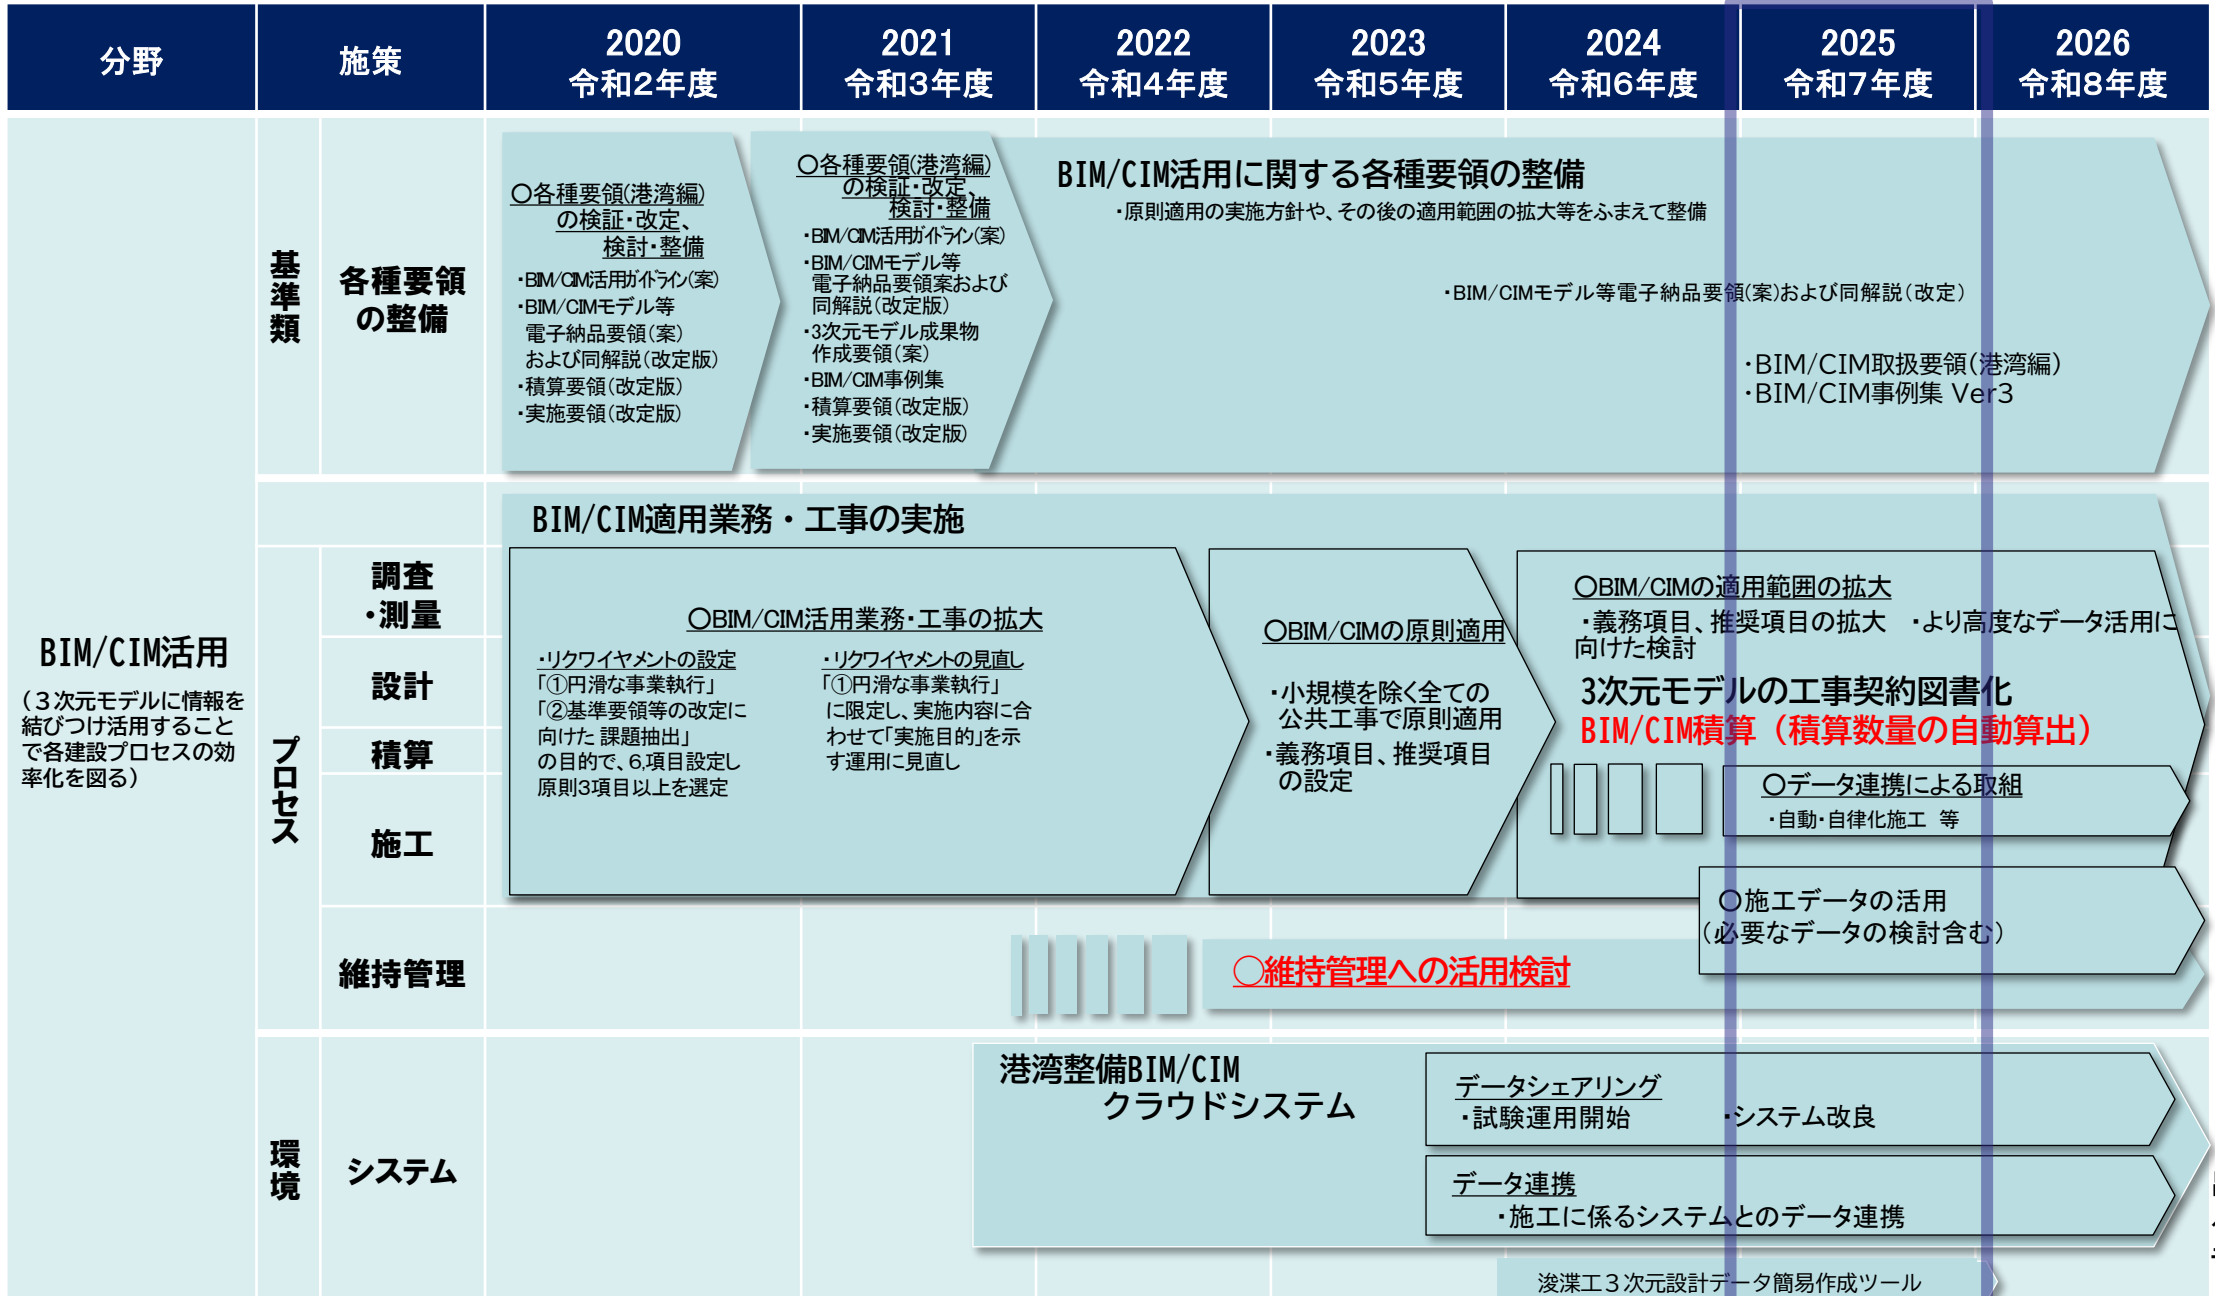 分野
施策
2020
令和2年度
2021
令和3年度
2022
令和4年度
2023
令和5年度
2024
令和6年度
2025
令和7年度
2026
令和8年度
BIM/CIM活用
(３次元モデルに情報を
結びつけ活用すること
で各建設プロセスの効
率化を図る)
基準類
各種要領
の整備
〇各種要領(港湾編)
の検証・改定、
検討・整備
・BIM/CIM活用ガイドライン(案)
・BIM/CIMモデル等
電子納品要領(案)
および同解説(改定版)
・積算要領(改定版)
・実施要領(改定版)
〇各種要領(港湾編)
の検証・改定、
検討・整備
・BIM/CIM活用ガイドライン(案)
・BIM/CIMモデル等
電子納品要領案および
同解説(改定版)
・3次元モデル成果物
作成要領(案)
・BIM/CIM事例集
・積算要領(改定版)
・実施要領(改定版)
BIM/CIM活用に関する各種要領の整備
・原則適用の実施方針や、その後の適用範囲の拡大等をふまえて整備
・BIM/CIMモデル等電子納品要領(案)および同解説(改定)
・BIM/CIM取扱要領(港湾編)
・BIM/CIM事例集 Ver3
プロセス
BIM/CIM適用業務・工事の実施
調査
・測量
設計
積算
施工
維持管理
〇BIM/CIM活用業務・工事の拡大
・リクワイヤメントの設定
「①円滑な事業執行」
「②基準要領等の改定に
向けた 課題抽出」
の目的で、6,項目設定し
原則3項目以上を選定
・リクワイヤメントの見直し
「①円滑な事業執行」
に限定し、実施内容に合
わせて「実施目的」を示
す運用に見直し
〇BIM/CIMの原則適用
・小規模を除く全ての
公共工事で原則適用
・義務項目、推奨項目
の設定
〇BIM/CIMの適用範囲の拡大
・義務項目、推奨項目の拡大　・より高度なデータ活用に
向けた検討
3次元モデルの工事契約図書化
BIM/CIM積算（積算数量の自動算出）
〇データ連携による取組
・自動・自律化施工　等
〇施工データの活用
(必要なデータの検討含む)
〇維持管理への活用検討
環境
システム
港湾整備BIM/CIM
クラウドシステム
データシェアリング
・試験運用開始　・システム改良
データ連携
・施工に係るシステムとのデータ連携
浚渫工３次元設計データ簡易作成ツール